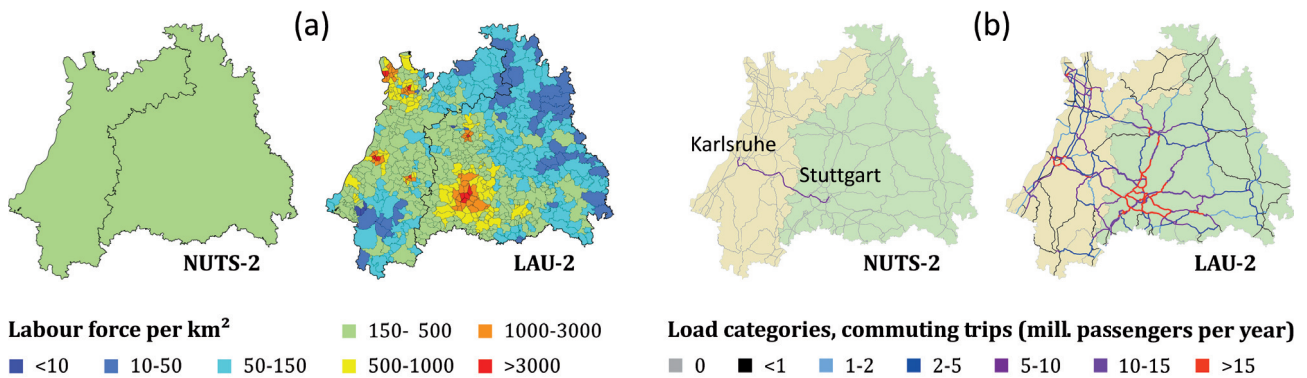 (a)
(b)
Karlsruhe
Stuttgart
NUTS-2
LAU-2
NUTS-2
LAU-2
Labour force per km²
150- 500
1000-3000
<10
10-50
50-150
500-1000
>3000
Load categories, commuting trips (mill. passengers per year)
0
<1
1-2
2-5
5-10
10-15
>15